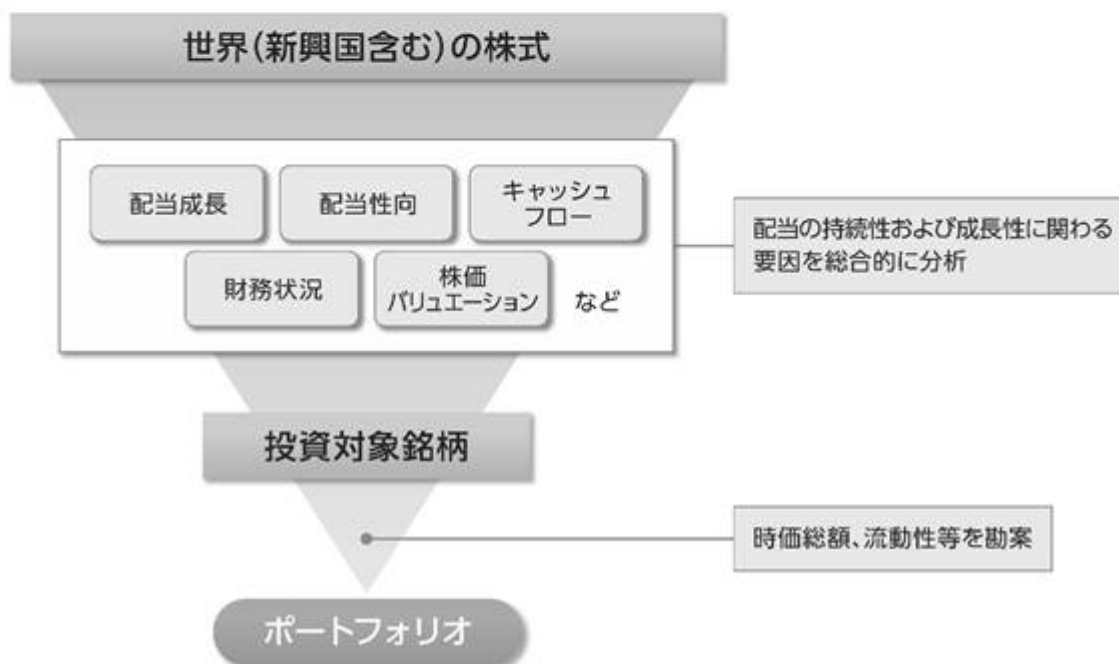 世界(新興国含む)の株式
配当成長
配当性向
キャッシュ
フロー
財務状況
株価
バリュエーション
など
配当の持続性および成長性に関わる
要因を総合的に分析
投資対象銘柄
時価総額、流動性等を勘案
ポートフォリオ